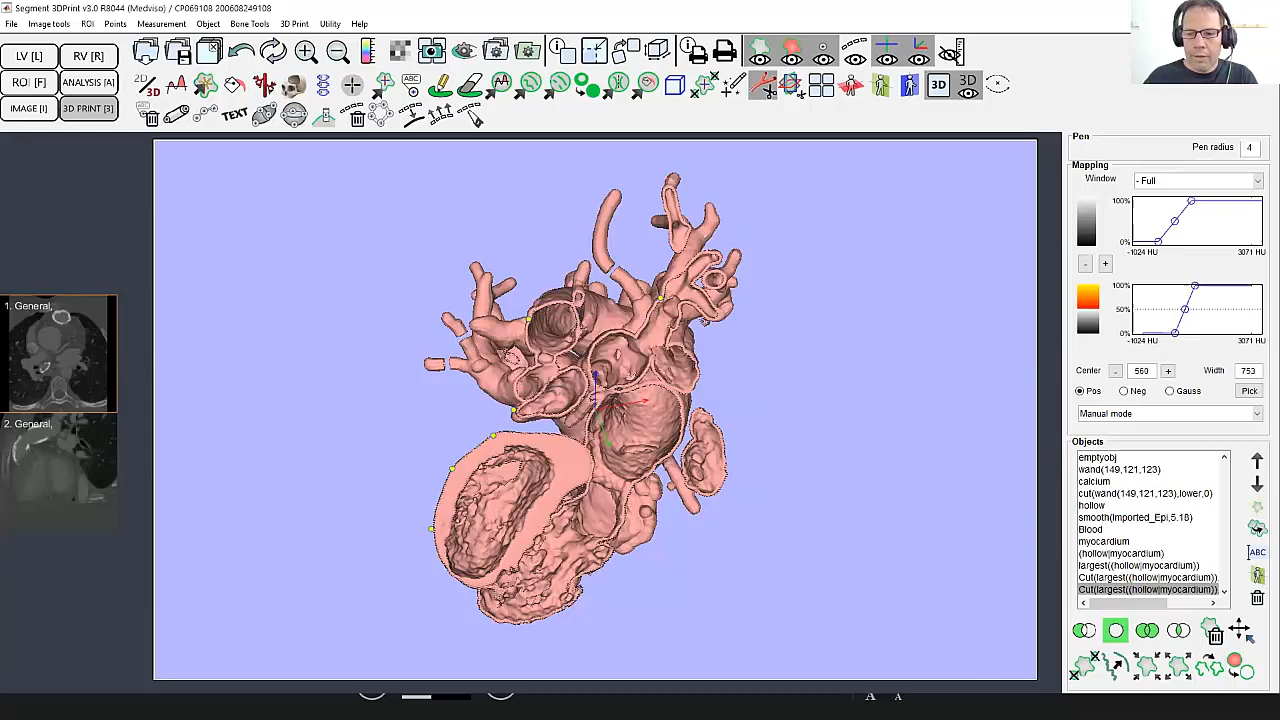 Segment 3DPrint v3.0 R8044 (Medviso) / CP069108 200608249108
File Image tools ROI Points Measurement Object Bone Tools 3D Print Utility Help
LV [L] RV [R]
ROI [F] ANALYSIS [A]
IMAGE [I] 3D PRINT [3]
2D
ABC
3D 3D
ABC
TEXT
1. General,
2. General,
Pen
Pen radius 4
Mapping
Window - Full
100%
0%
-1024 HU 3071 HU
- +
100%
50%
0%
-1024 HU 3071 HU
Center - 560 + Width 753
Pos Neg Gauss Pick
Manual mode
Objects
emptyobj
wand(149,121,123)
calcium
cut(wand(149,121,123),lower,0)
hollow
smooth(Imported_Epi,5.18)
Blood
myocardium
(hollow|myocardium)
largest((hollow|myocardium))
Cut(largest((hollow|myocardium))
Cut(largest((hollow|myocardium))
ABC
A A